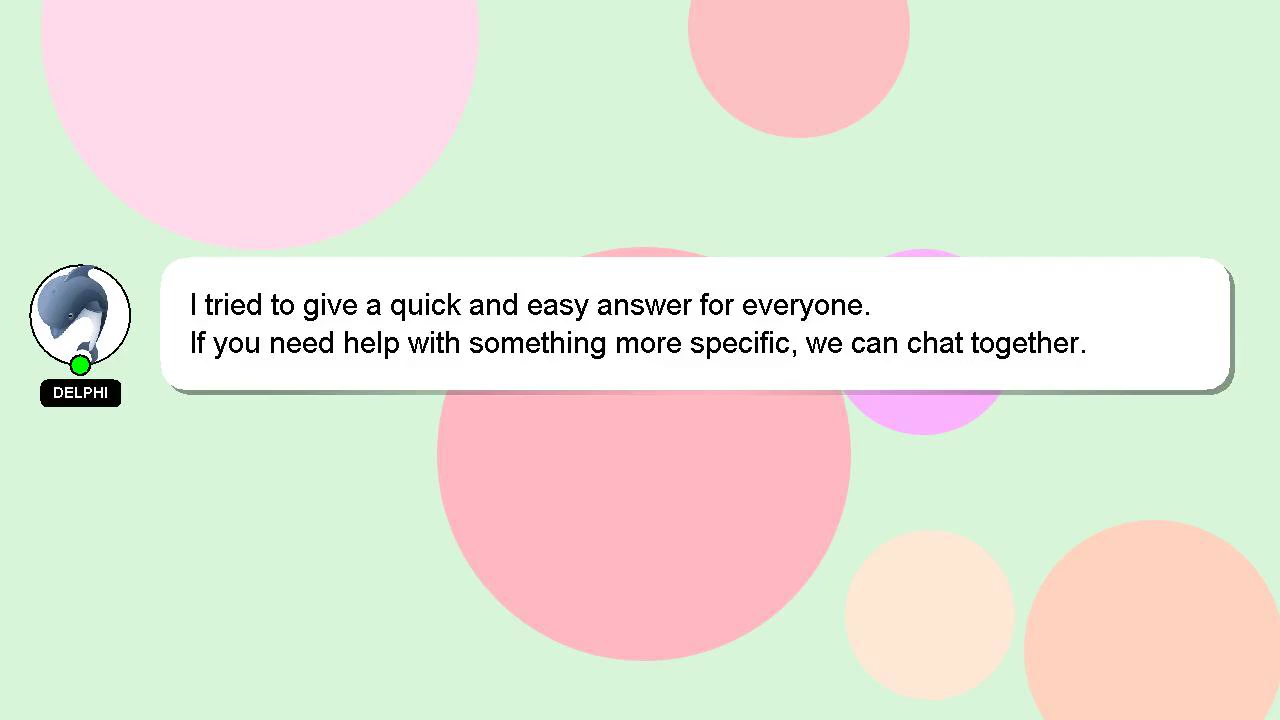 I tried to give a quick and easy answer for everyone.
If you need help with something more specific, we can chat together.
DELPHI